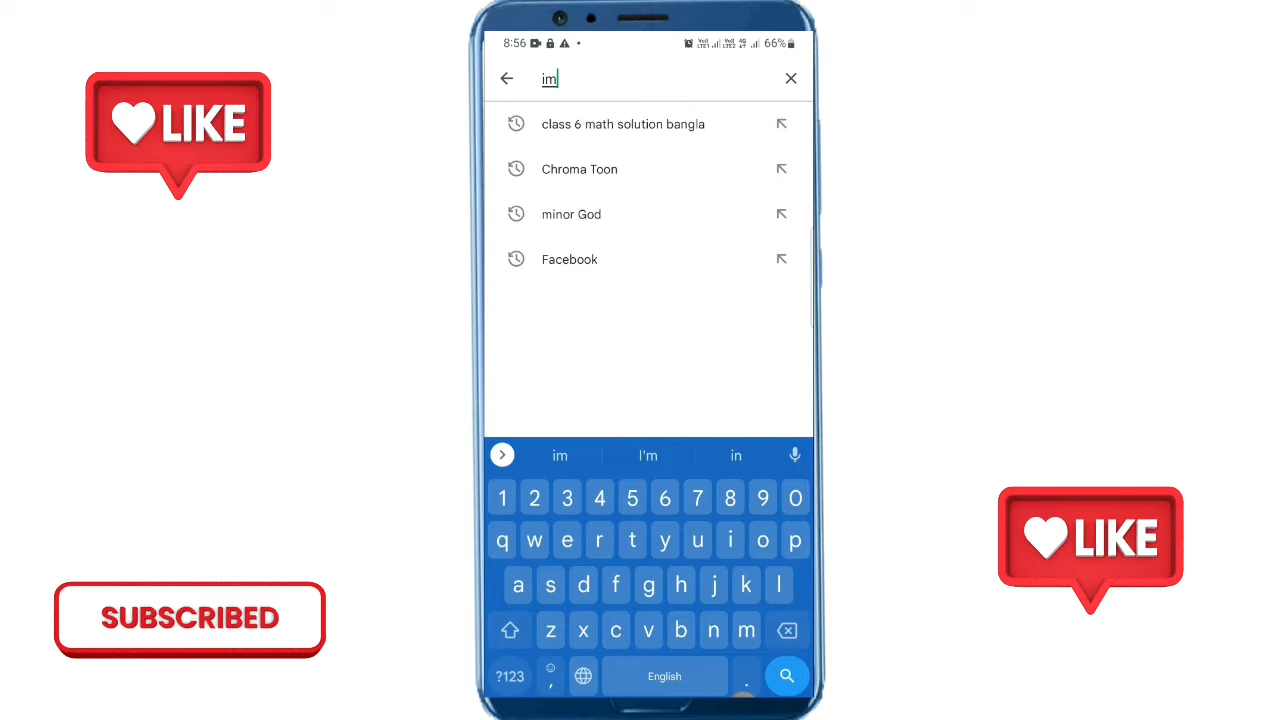 8:56 66%
im
class 6 math solution bangla
Chroma Toon
minor God
Facebook
LIKE
LIKE
SUBSCRIBED
im I'm in
1 2 3 4 5 6 7 8 9 0
q w e r t y u i o p
a s d f g h j k l
z x c v b n m
?123 , English .